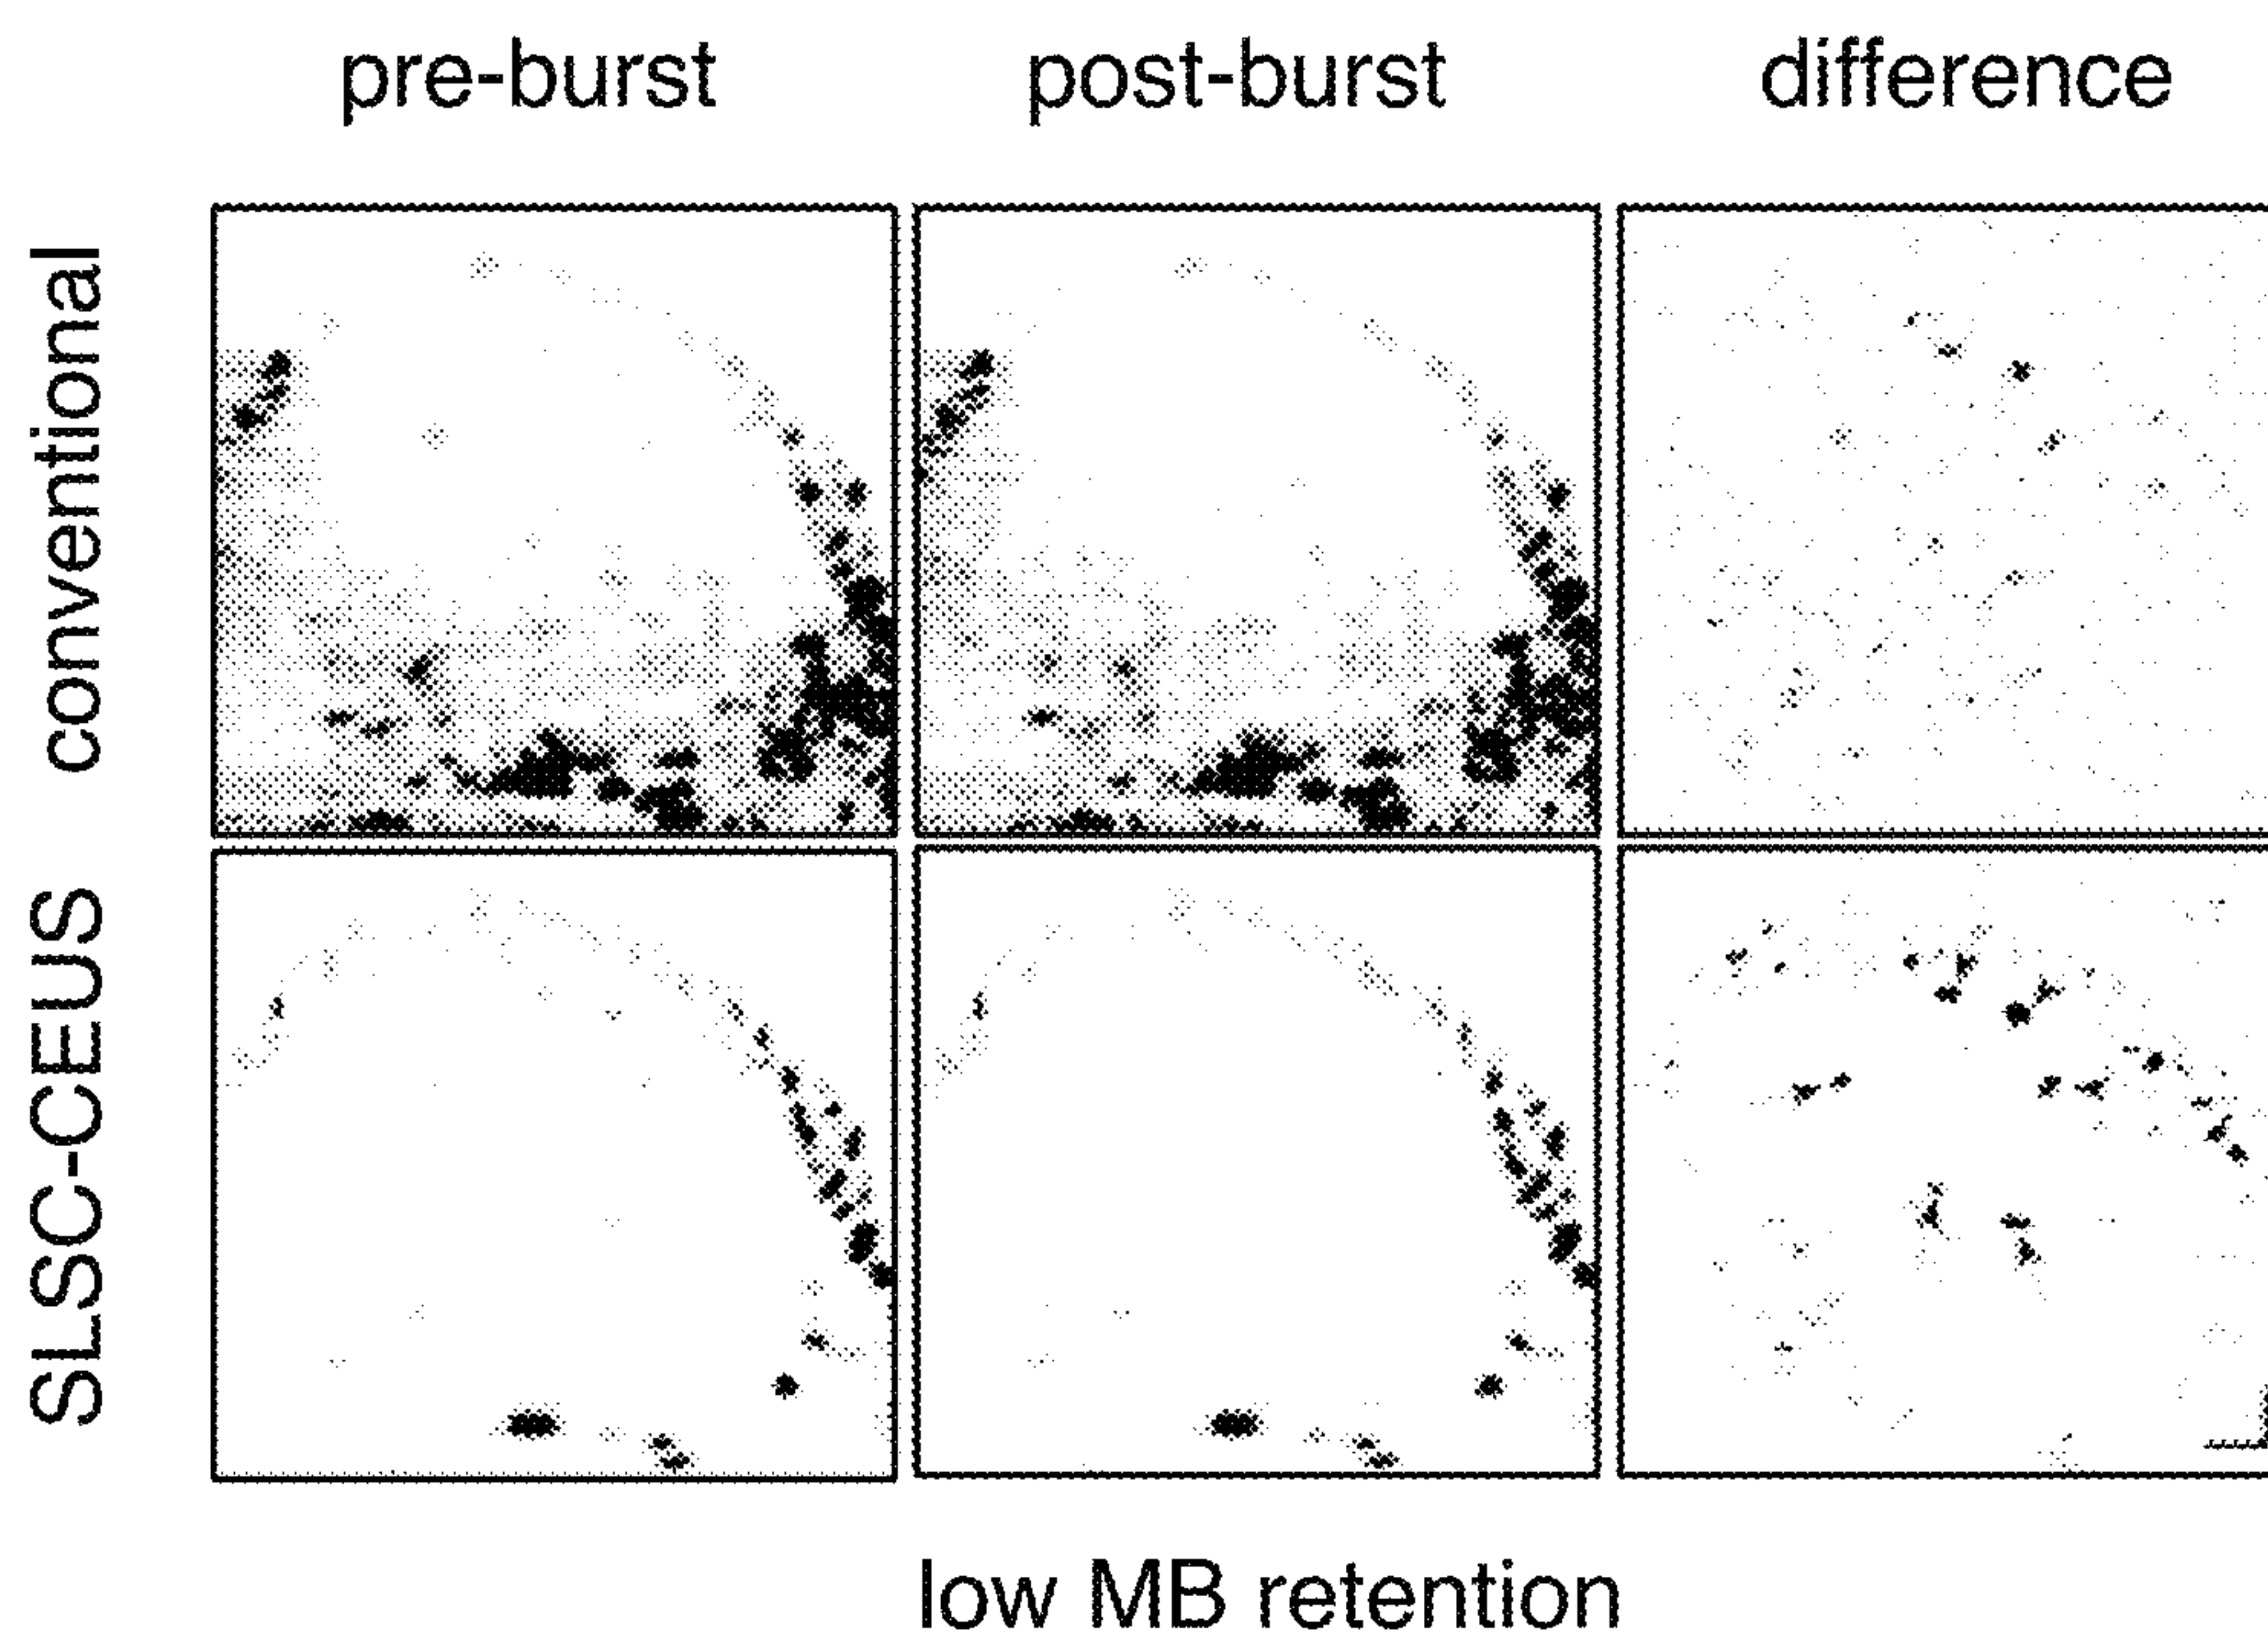 pre-burst post-burst difference
conventional
SLSC-CEUS
low MB retention